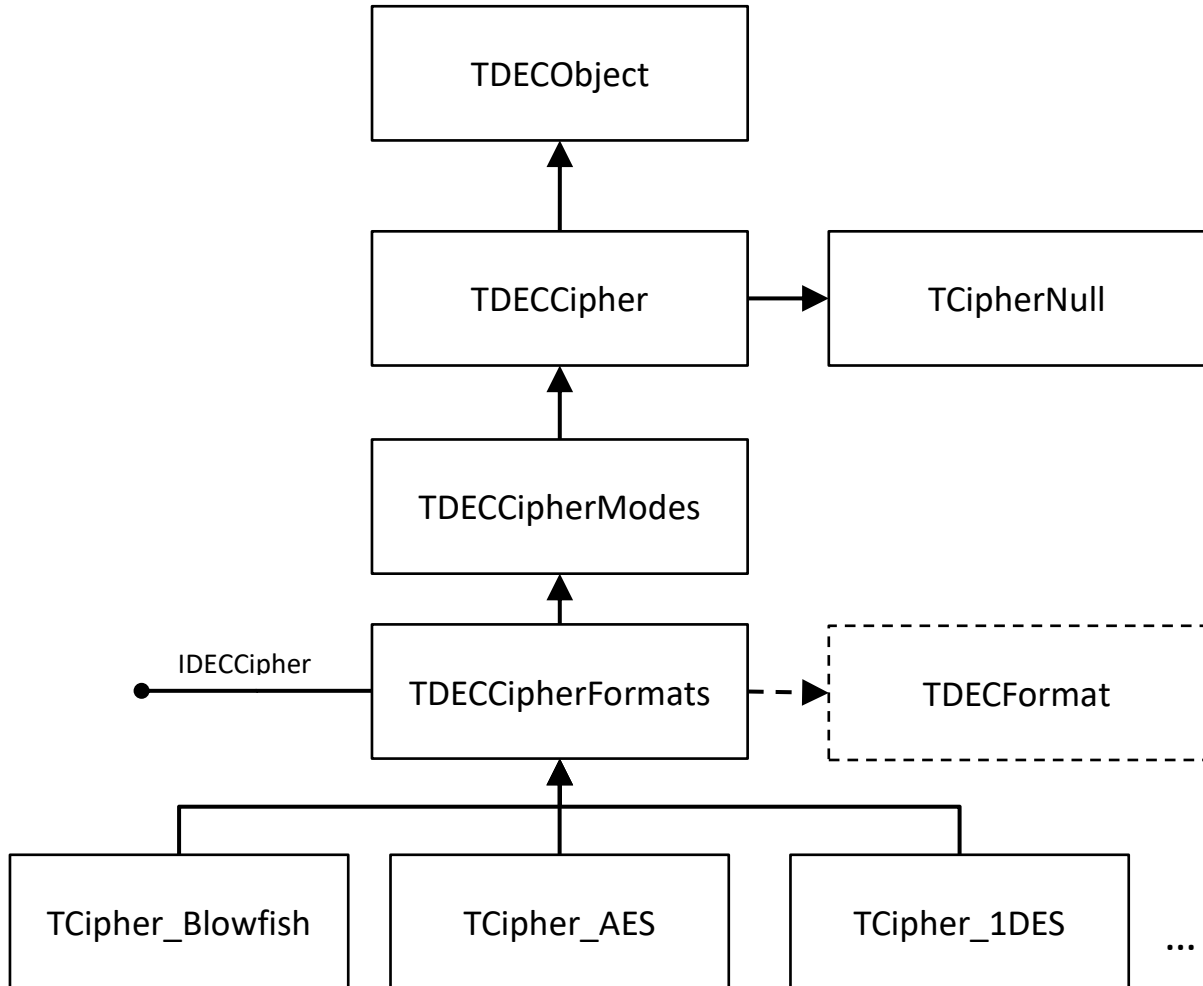 TDECObject
TDECCipher
TCipherNull
TDECCipherModes
IDECCipher
TDECCipherFormats
TDECFormat
TCipher_Blowfish
TCipher_AES
TCipher_1DES
...